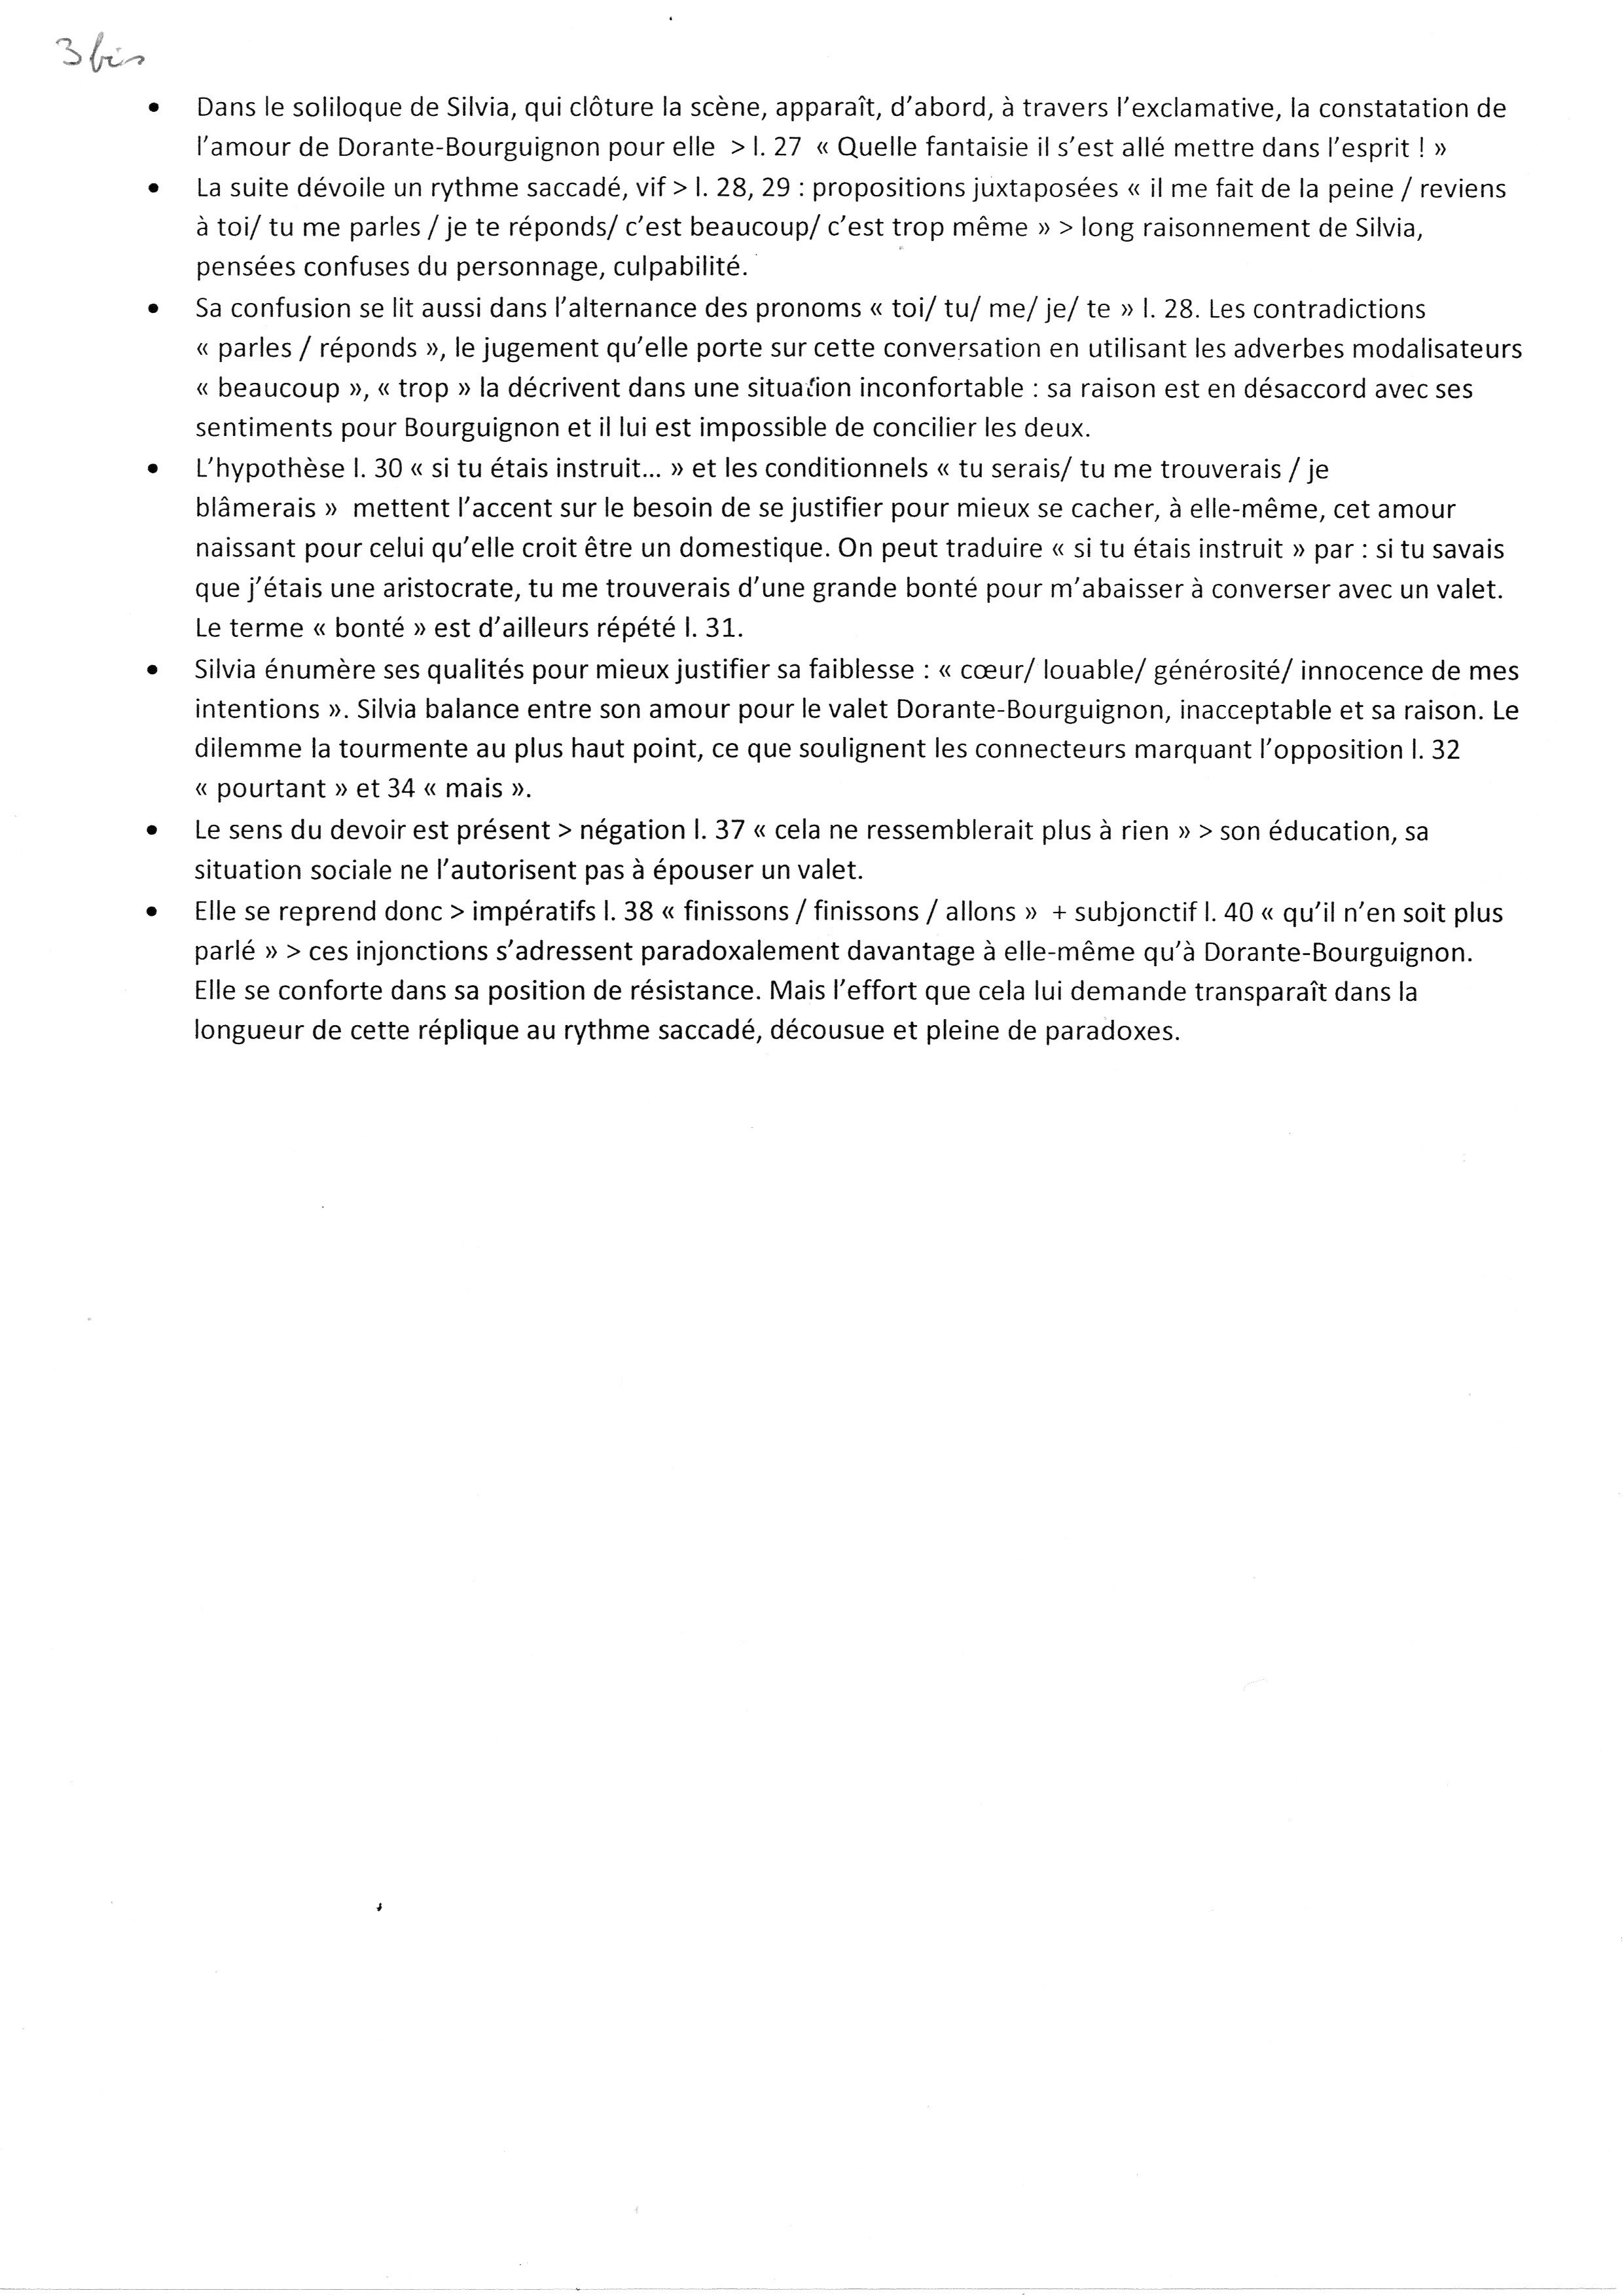 3 bis
• Dans le soliloque de Silvia, qui clôture la scène, apparaît, d’abord, à travers l’exclamative, la constatation de
l’amour de Dorante-Bourguignon pour elle > l. 27 « Quelle fantaisie il s’est allé mettre dans l’esprit ! »
• La suite dévoile un rythme saccadé, vif > l. 28, 29 : propositions juxtaposées « il me fait de la peine / reviens
à toi/ tu me parles / je te réponds/ c’est beaucoup/ c’est trop même » > long raisonnement de Silvia,
pensées confuses du personnage, culpabilité.
• Sa confusion se lit aussi dans l’alternance des pronoms « toi/ tu/ me/ je/ te » l. 28. Les contradictions
« parles / réponds », le jugement qu’elle porte sur cette conversation en utilisant les adverbes modalisateurs
« beaucoup », « trop » la décrivent dans une situation inconfortable : sa raison est en désaccord avec ses
sentiments pour Bourguignon et il lui est impossible de concilier les deux.
• L’hypothèse l. 30 « si tu étais instruit... » et les conditionnels « tu serais/ tu me trouverais / je
blâmerais » mettent l’accent sur le besoin de se justifier pour mieux se cacher, à elle-même, cet amour
naissant pour celui qu’elle croit être un domestique. On peut traduire « si tu étais instruit » par : si tu savais
que j’étais une aristocrate, tu me trouverais d’une grande bonté pour m’abaisser à converser avec un valet.
Le terme « bonté » est d’ailleurs répété l. 31.
• Silvia énumère ses qualités pour mieux justifier sa faiblesse : « cœur/ louable/ générosité/ innocence de mes
intentions ». Silvia balance entre son amour pour le valet Dorante-Bourguignon, inacceptable et sa raison. Le
dilemme la tourmente au plus haut point, ce que soulignent les connecteurs marquant l’opposition l. 32
« pourtant » et 34 « mais ».
• Le sens du devoir est présent > négation l. 37 « cela ne ressemblerait plus à rien » > son éducation, sa
situation sociale ne l’autorisent pas à épouser un valet.
• Elle se reprend donc > impératifs l. 38 « finissons / finissons / allons » + subjonctif l. 40 « qu’il n’en soit plus
parlé » > ces injonctions s’adressent paradoxalement davantage à elle-même qu’à Dorante-Bourguignon.
Elle se conforte dans sa position de résistance. Mais l’effort que cela lui demande transparaît dans la
longueur de cette réplique au rythme saccadé, décousue et pleine de paradoxes.